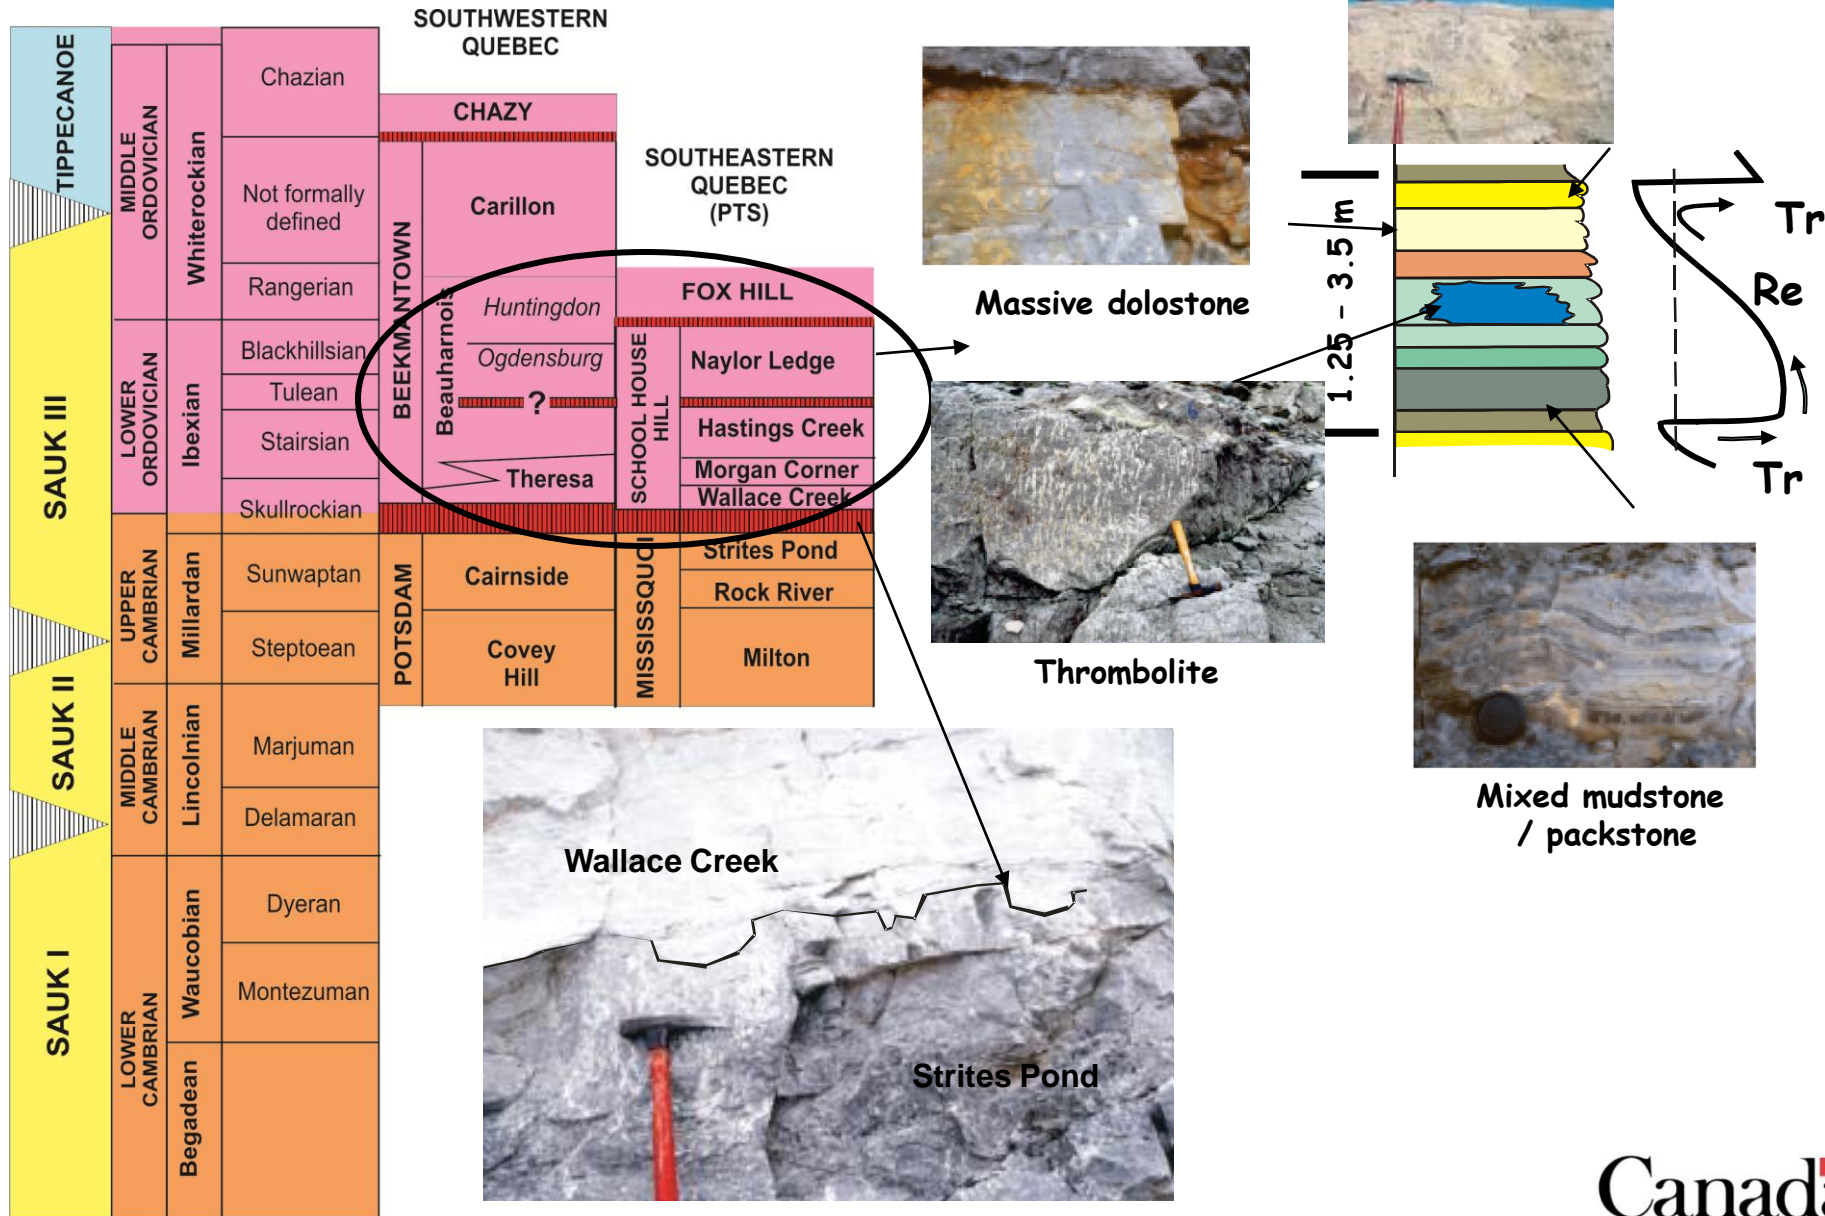 SOUTHWESTERN
QUEBEC
SOUTHEASTERN
QUEBEC
(PTS)
TIPPECANOE
SAUK III
SAUK II
SAUK I
MIDDLE
ORDOVICIAN
LOWER
ORDOVICIAN
UPPER
CAMBRIAN
MIDDLE
CAMBRIAN
LOWER
CAMBRIAN
Whiterockian
Ibexian
Millardan
Lincolnian
Waucobian
Begadean
Chazian
Not formally
defined
Rangerian
Blackhillsian
Tulean
Stairsian
Skullrockian
Sunwaptan
Steptoean
Marjuman
Delamaran
Dyeran
Montezuman
CHAZY
BEEKMANTOWN
Carillon
Beauharnois
Huntingdon
Ogdensburg
?
Theresa
POTSDAM
Cairnside
Covey
Hill
FOX HILL
SCHOOL HOUSE
HILL
Naylor Ledge
Hastings Creek
Morgan Corner
Wallace Creek
MISSISSQUOI
Strites Pond
Rock River
Milton
Massive dolostone
Thrombolite
1.25 - 3.5 m
Tr
Re
Tr
Mixed mudstone
/ packstone
Wallace Creek
Strites Pond
Canada